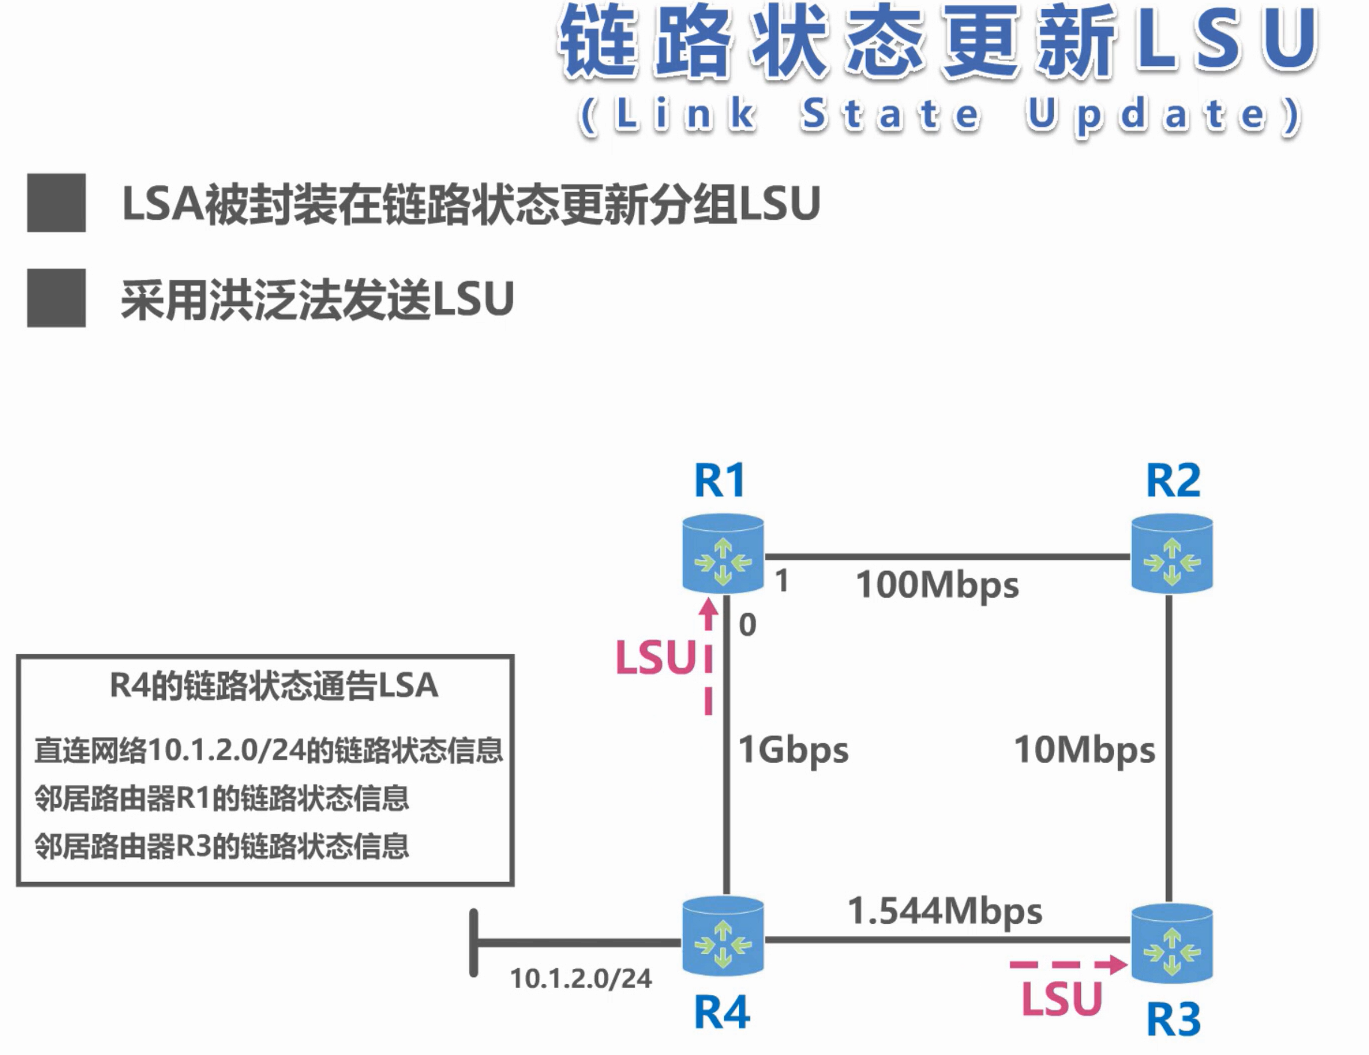 链路状态更新LSU
(Link State Update)
LSA被封装在链路状态更新分组LSU
采用洪泛法发送LSU
R1
R2
1
100Mbps
0
LSU
R4的链路状态通告LSA
直连网络10.1.2.0/24的链路状态信息
邻居路由器R1的链路状态信息
邻居路由器R3的链路状态信息
1Gbps
10Mbps
1.544Mbps
10.1.2.0/24
LSU
R4
R3